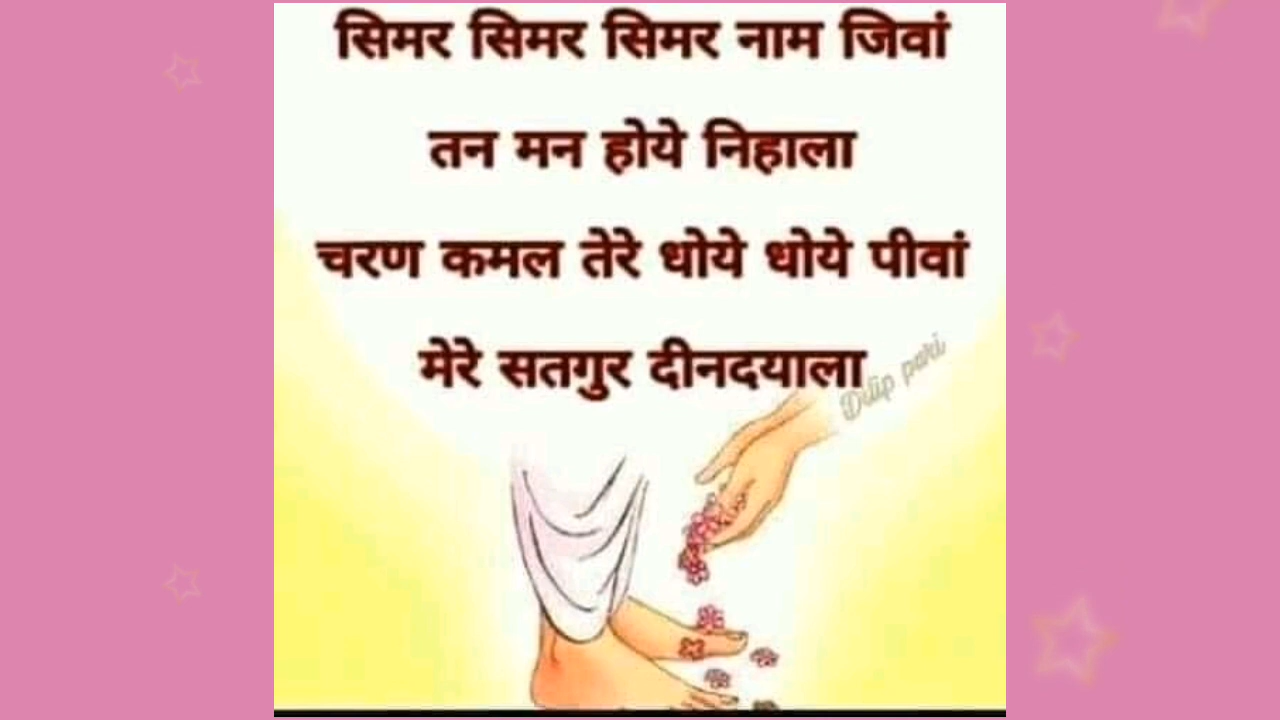 सिमर सिमर सिमर नाम जिवां
तन मन होये निहाला
चरण कमल तेरे धोये धोये पीवां
मेरे सतगुर दीनदयाला
Dilip pari